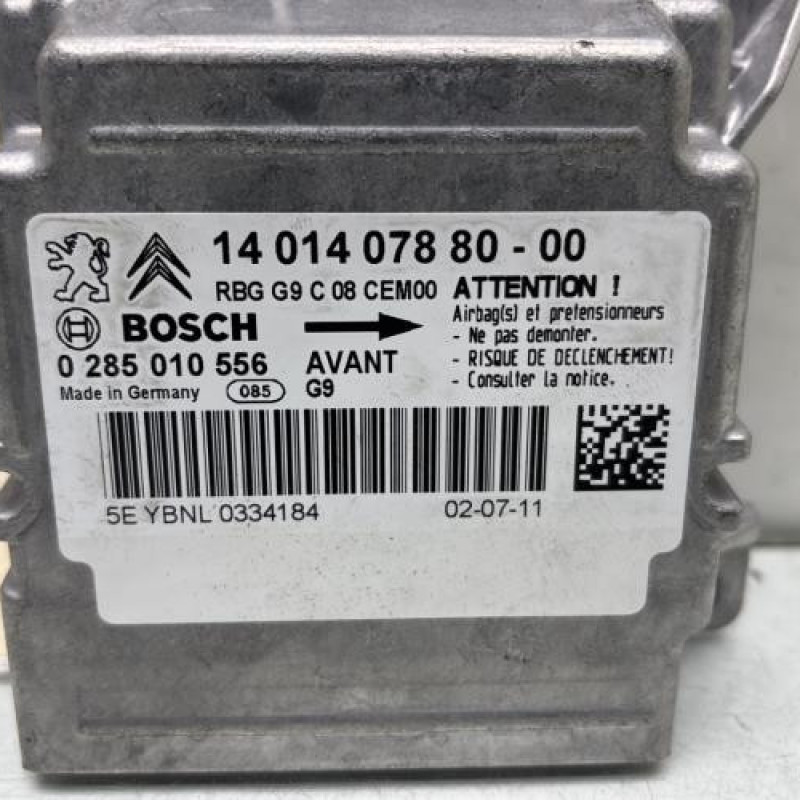 14 014 078 80 - 00
RBG G9 C 08 CEM00
ATTENTION !
Airbag(s) et pretensionneurs
- Ne pas demonter.
- RISQUE DE DECLENCHEMENT!
- Consulter la notice.
BOSCH
0 285 010 556
AVANT
Made in Germany
085
G9
5E YBNL 0334184
02-07-11